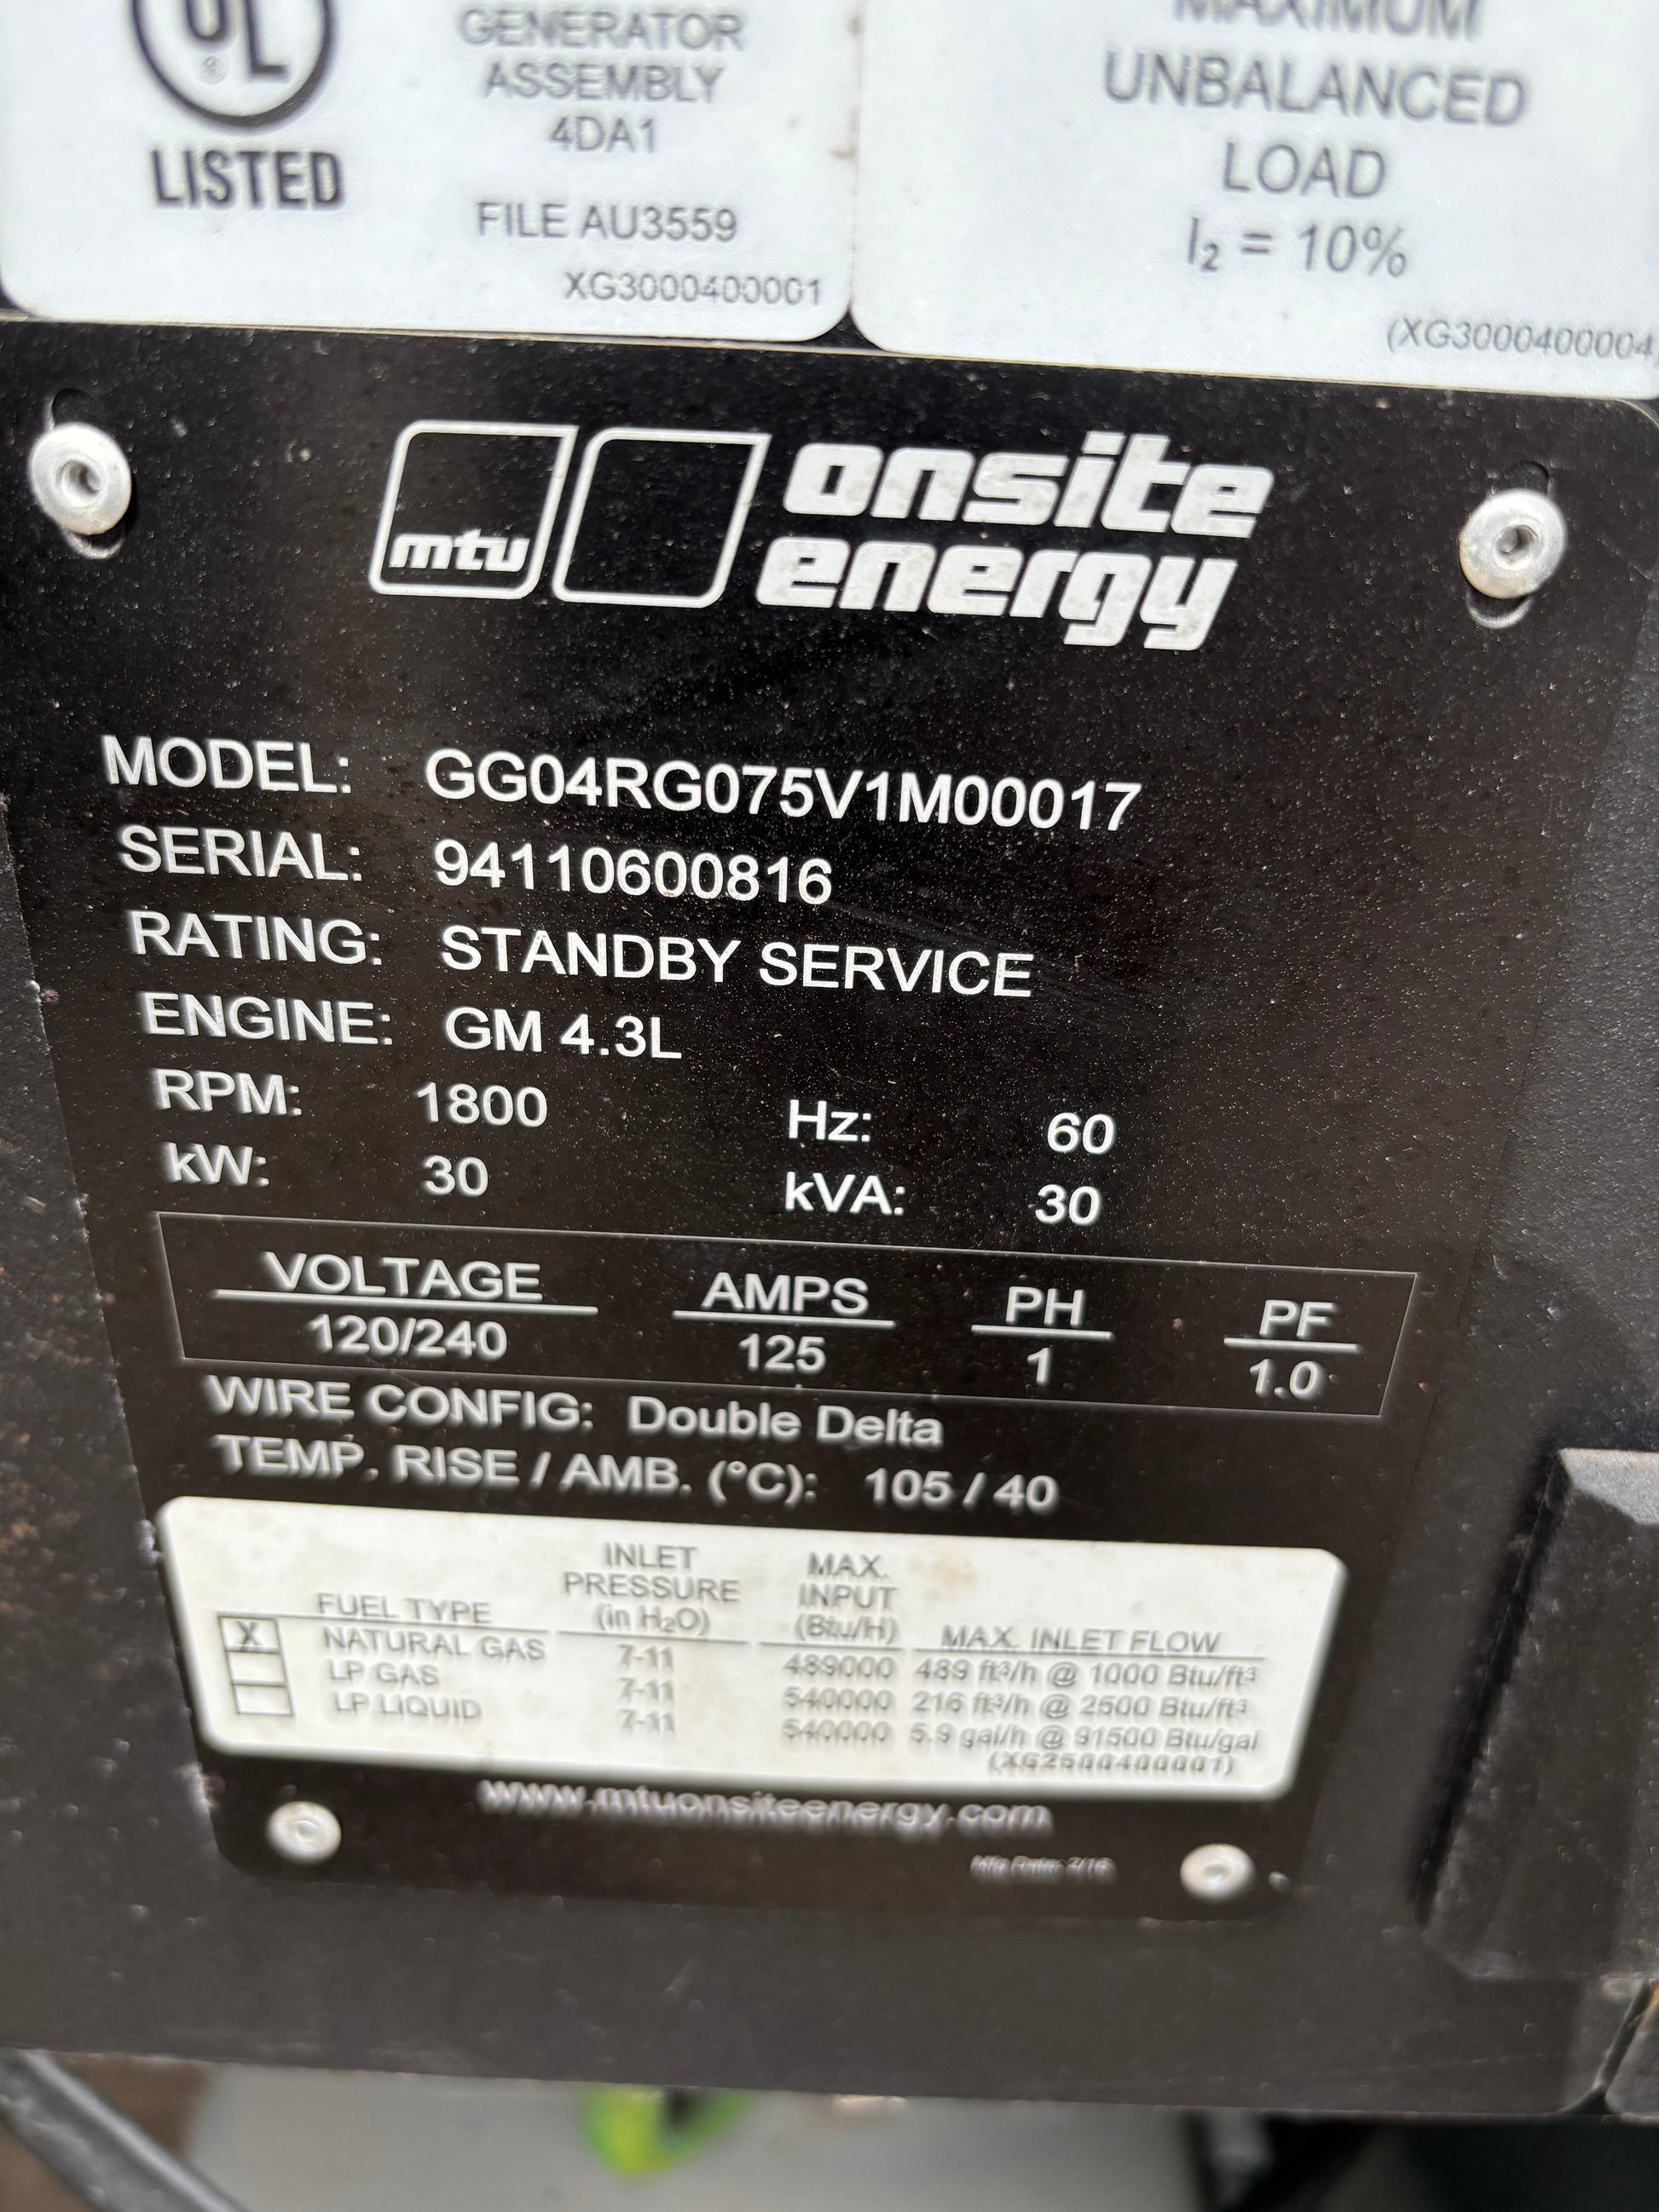 UL
®
LISTED
GENERATOR
ASSEMBLY
4DA1
FILE AU3559
XG3000400001
MAXIMUM
UNBALANCED
LOAD
I₂ = 10%
(XG3000400004)
mtu onsite
energy
MODEL: GG04RG075V1M00017
SERIAL: 94110600816
RATING: STANDBY SERVICE
ENGINE: GM 4.3L
RPM: 1800 Hz: 60
kW: 30 kVA: 30
VOLTAGE AMPS PH PF
120/240 125 1 1.0
WIRE CONFIG: Double Delta
TEMP. RISE / AMB. (°C): 105 / 40
FUEL TYPE INLET PRESSURE (in H₂O) MAX. INPUT (Btu/H) MAX. INLET FLOW
X NATURAL GAS 7-11 489000 489 ft³/h @ 1000 Btu/ft³
LP GAS 7-11 540000 216 ft³/h @ 2500 Btu/ft³
LP LIQUID 7-11 540000 5.9 gal/h @ 91500 Btu/gal
(XG2500400001)
www.mtuonsiteenergy.com
Mfg Date: